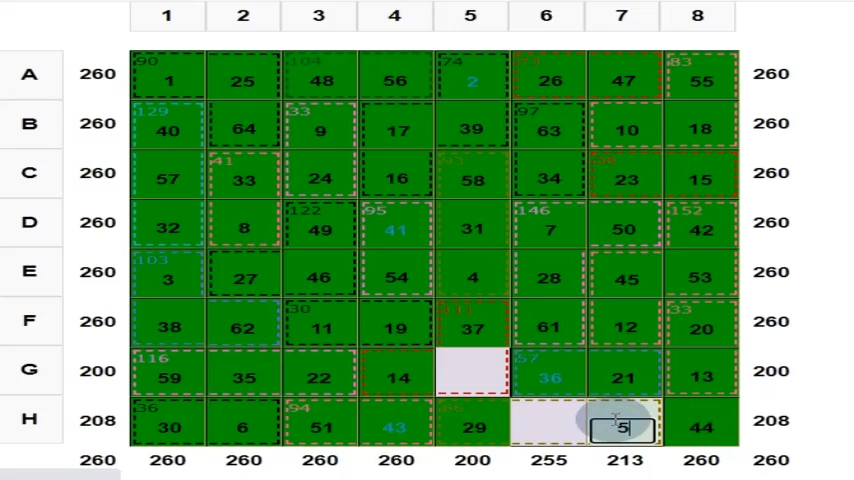 1 2 3 4 5 6 7 8
90 104 74 83
A 260 1 25 48 56 2 26 47 55 260
129 33 97
B 260 40 64 9 17 39 63 10 18 260
41 93
C 260 57 33 24 16 58 34 23 15 260
122 95 146 152
D 260 32 8 49 41 31 7 50 42 260
103
E 260 3 27 46 54 4 28 45 53 260
30 33
F 260 38 62 11 19 37 61 12 20 260
116 57
G 200 59 35 22 14 36 21 13 200
36 94
H 208 30 6 51 43 29 5 44 208
260 260 260 260 260 200 255 213 260 260